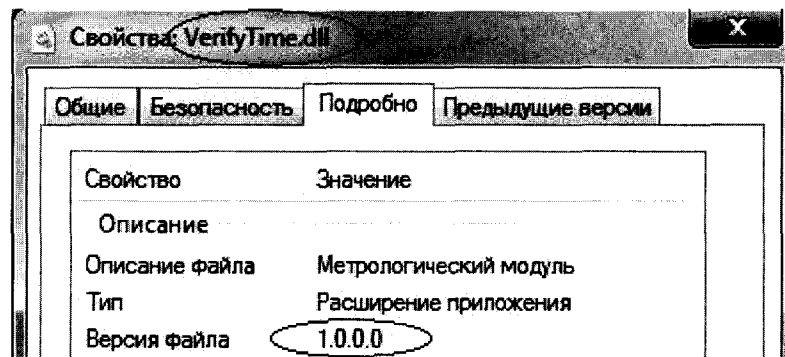 Свойства: VerifyTime.dll
Общие Безопасность Подробно Предыдущие версии
Свойство Значение
Описание
Описание файла Метрологический модуль
Тип Расширение приложения
Версия файла 1.0.0.0